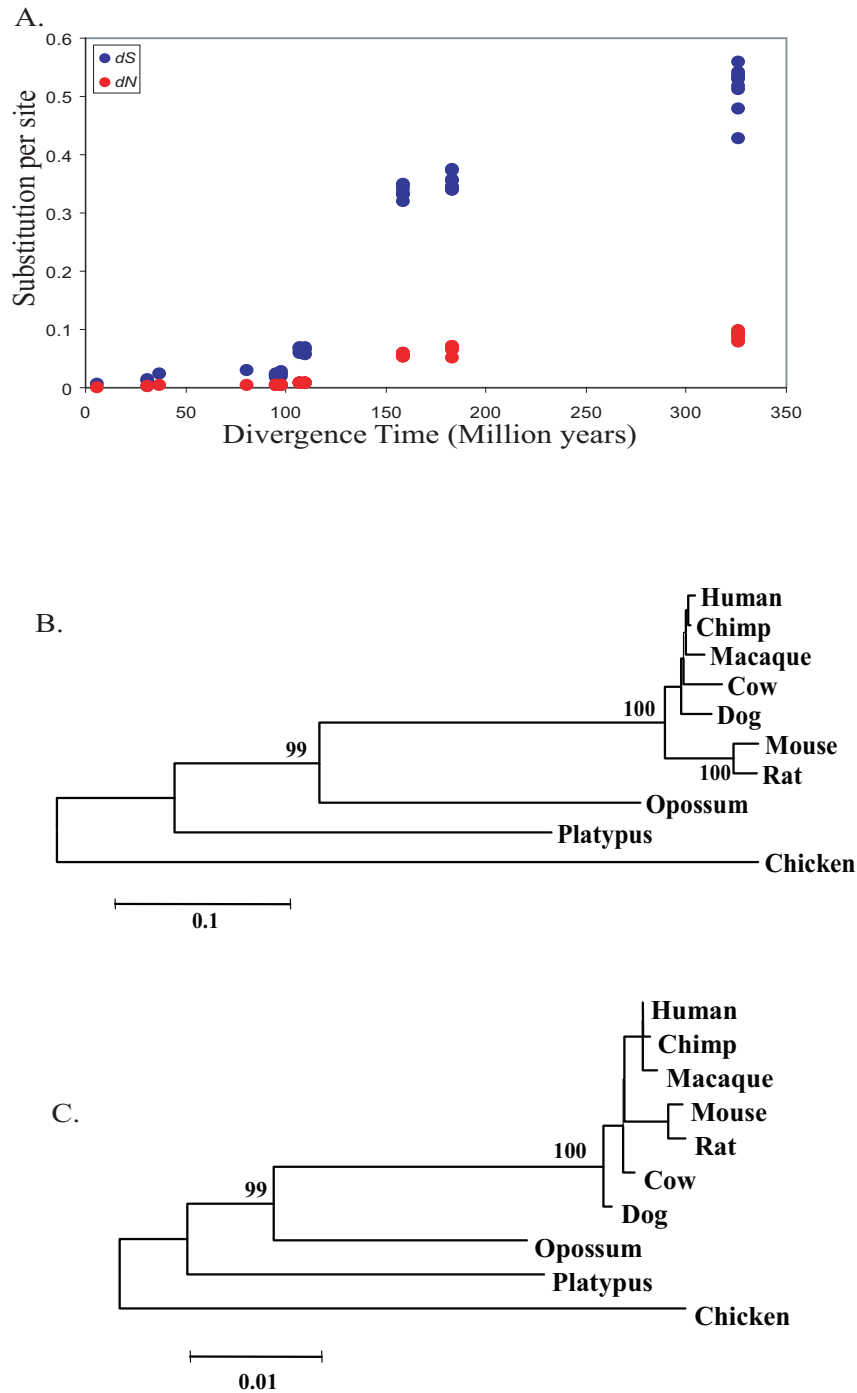 A.
0.6
dS
dN
0.5
0.4
0.3
0.2
0.1
0
Substitution per site
0 50 100 150 200 250 300 350
Divergence Time (Million years)
B.
Human
Chimp
Macaque
Cow
100
Dog
Mouse
99
100
Rat
Opossum
Platypus
Chicken
0.1
C.
Human
Chimp
Macaque
Mouse
Rat
100
Cow
99
Dog
Opossum
Platypus
Chicken
0.01